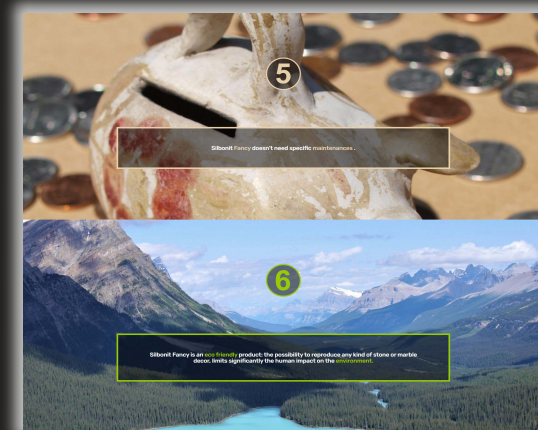 5
Silbonit Fancy doesn't need specific maintenances .
6
Silbonit Fancy is an eco friendly product: the possibility to reproduce any kind of stone or marble
decor, limits significantly the human impact on the environment.